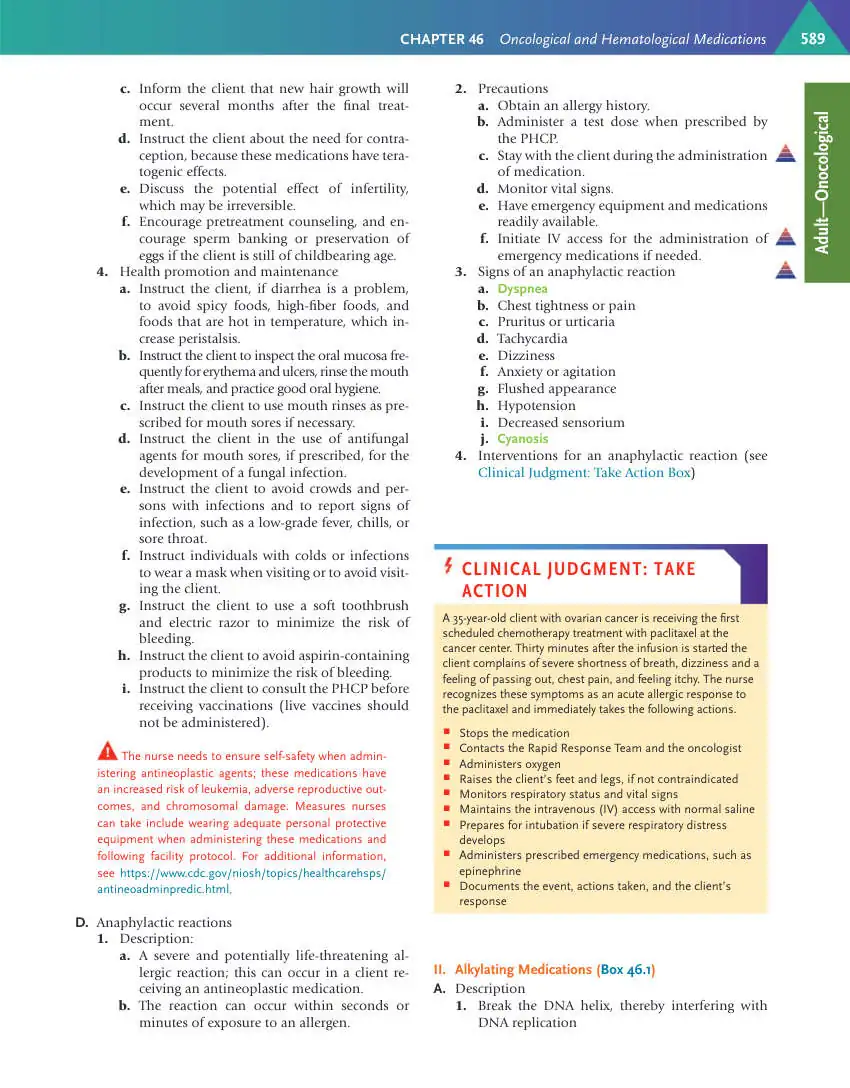 CHAPTER 46 Oncological and Hematological Medications 589
c. Inform the client that new hair growth will
occur several months after the final treat-
ment.
d. Instruct the client about the need for contra-
ception, because these medications have tera-
togenic effects.
e. Discuss the potential effect of infertility,
which may be irreversible.
f. Encourage pretreatment counseling, and en-
courage sperm banking or preservation of
eggs if the client is still of childbearing age.
4. Health promotion and maintenance
a. Instruct the client, if diarrhea is a problem,
to avoid spicy foods, high-fiber foods, and
foods that are hot in temperature, which in-
crease peristalsis.
b. Instruct the client to inspect the oral mucosa fre-
quently for erythema and ulcers, rinse the mouth
after meals, and practice good oral hygiene.
c. Instruct the client to use mouth rinses as pre-
scribed for mouth sores if necessary.
d. Instruct the client in the use of antifungal
agents for mouth sores, if prescribed, for the
development of a fungal infection.
e. Instruct the client to avoid crowds and per-
sons with infections and to report signs of
infection, such as a low-grade fever, chills, or
sore throat.
f. Instruct individuals with colds or infections
to wear a mask when visiting or to avoid visit-
ing the client.
g. Instruct the client to use a soft toothbrush
and electric razor to minimize the risk of
bleeding.
h. Instruct the client to avoid aspirin-containing
products to minimize the risk of bleeding.
i. Instruct the client to consult the PHCP before
receiving vaccinations (live vaccines should
not be administered).
The nurse needs to ensure self-safety when admin-
istering antineoplastic agents; these medications have
an increased risk of leukemia, adverse reproductive out-
comes, and chromosomal damage. Measures nurses
can take include wearing adequate personal protective
equipment when administering these medications and
following facility protocol. For additional information,
see https://www.cdc.gov/niosh/topics/healthcarehsps/
antineoadminpredic.html.
D. Anaphylactic reactions
1. Description:
a. A severe and potentially life-threatening al-
lergic reaction; this can occur in a client re-
ceiving an antineoplastic medication.
b. The reaction can occur within seconds or
minutes of exposure to an allergen.
2. Precautions
a. Obtain an allergy history.
b. Administer a test dose when prescribed by
the PHCP.
c. Stay with the client during the administration
of medication.
d. Monitor vital signs.
e. Have emergency equipment and medications
readily available.
f. Initiate IV access for the administration of
emergency medications if needed.
3. Signs of an anaphylactic reaction
a. Dyspnea
b. Chest tightness or pain
c. Pruritus or urticaria
d. Tachycardia
e. Dizziness
f. Anxiety or agitation
g. Flushed appearance
h. Hypotension
i. Decreased sensorium
j. Cyanosis
4. Interventions for an anaphylactic reaction (see
Clinical Judgment: Take Action Box)
CLINICAL JUDGMENT: TAKE
ACTION
A 35-year-old client with ovarian cancer is receiving the first
scheduled chemotherapy treatment with paclitaxel at the
cancer center. Thirty minutes after the infusion is started the
client complains of severe shortness of breath, dizziness and a
feeling of passing out, chest pain, and feeling itchy. The nurse
recognizes these symptoms as an acute allergic response to
the paclitaxel and immediately takes the following actions.
Stops the medication
Contacts the Rapid Response Team and the oncologist
Administers oxygen
Raises the client's feet and legs, if not contraindicated
Monitors respiratory status and vital signs
Maintains the intravenous (IV) access with normal saline
Prepares for intubation if severe respiratory distress
develops
Administers prescribed emergency medications, such as
epinephrine
Documents the event, actions taken, and the client's
response
II. Alkylating Medications (Box 46.1)
A. Description
1. Break the DNA helix, thereby interfering with
DNA replication
Adult—Onocological